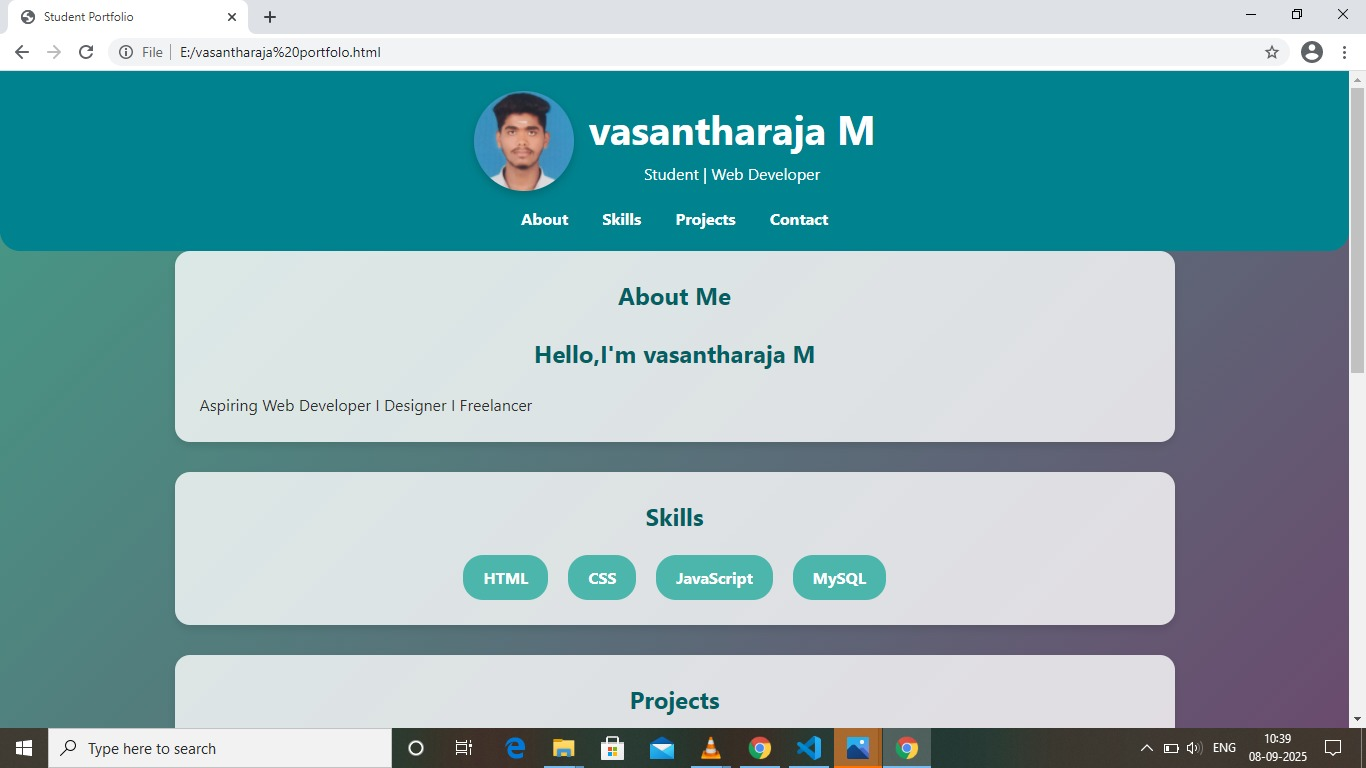 Student Portfolio
File
E:/vasantharaja%20portfolo.html
vasantharaja M
Student | Web Developer
About Skills Projects Contact
About Me
Hello,I'm vasantharaja M
Aspiring Web Developer I Designer I Freelancer
Skills
HTML CSS JavaScript MySQL
Projects
Type here to search
ENG
10:39
08-09-2025